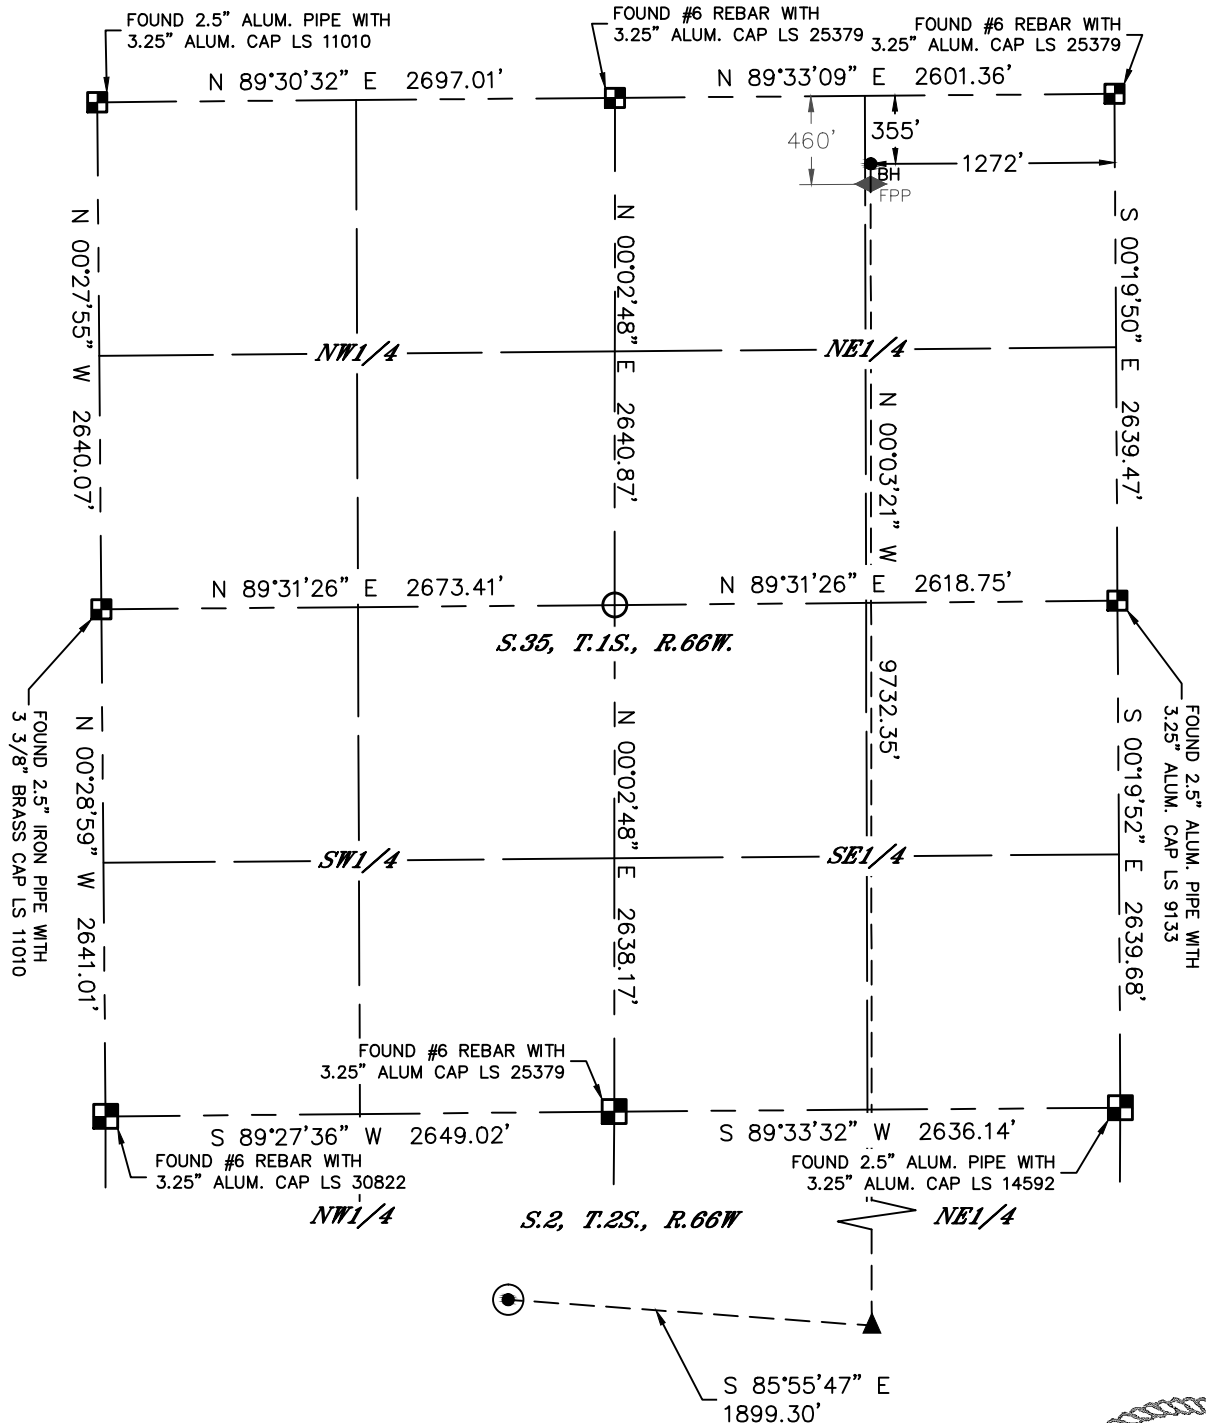 FOUND 2.5” ALUM. PIPE WITH
3.25” ALUM. CAP LS 11010
FOUND #6 REBAR WITH
3.25” ALUM. CAP LS 25379
FOUND #6 REBAR WITH
3.25” ALUM. CAP LS 25379
N 89°30'32” E 2697.01'
N 89°33'09” E 2601.36'
460'
355'
1272'
BH
FPP
N 00°27'55” W 2640.07'
N 00°02'48” E 2640.87'
S 00°19'50” E 2639.47'
NW1/4
NE1/4
N 00°03'21” W 9732.35'
N 89°31'26” E 2673.41'
N 89°31'26” E 2618.75'
S.35, T.1S., R.66W.
FOUND 2.5” IRON PIPE WITH
3 3/8” BRASS CAP LS 11010
N 00°28'59” W 2641.01'
N 00°02'48” E 2638.17'
S 00°19'52” E 2639.68'
FOUND 2.5” ALUM. PIPE WITH
3.25” ALUM. CAP LS 9133
SW1/4
SE1/4
FOUND #6 REBAR WITH
3.25” ALUM CAP LS 25379
S 89°27'36” W 2649.02'
S 89°33'32” W 2636.14'
FOUND #6 REBAR WITH
3.25” ALUM. CAP LS 30822
FOUND 2.5” ALUM. PIPE WITH
3.25” ALUM. CAP LS 14592
NW1/4
S.2, T.2S., R.66W
NE1/4
S 85°55'47” E
1899.30'